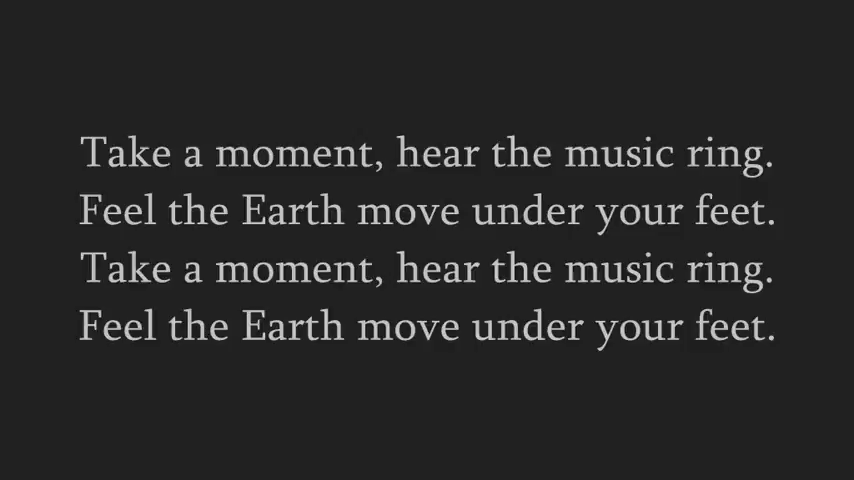 Take a moment, hear the music ring.
Feel the Earth move under your feet.
Take a moment, hear the music ring.
Feel the Earth move under your feet.